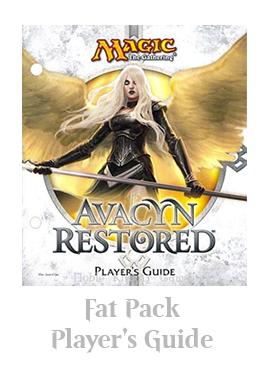 MAGIC
The Gathering®
AVACYN
RESTORED
PLAYER'S GUIDE
Fat Pack
Player's Guide